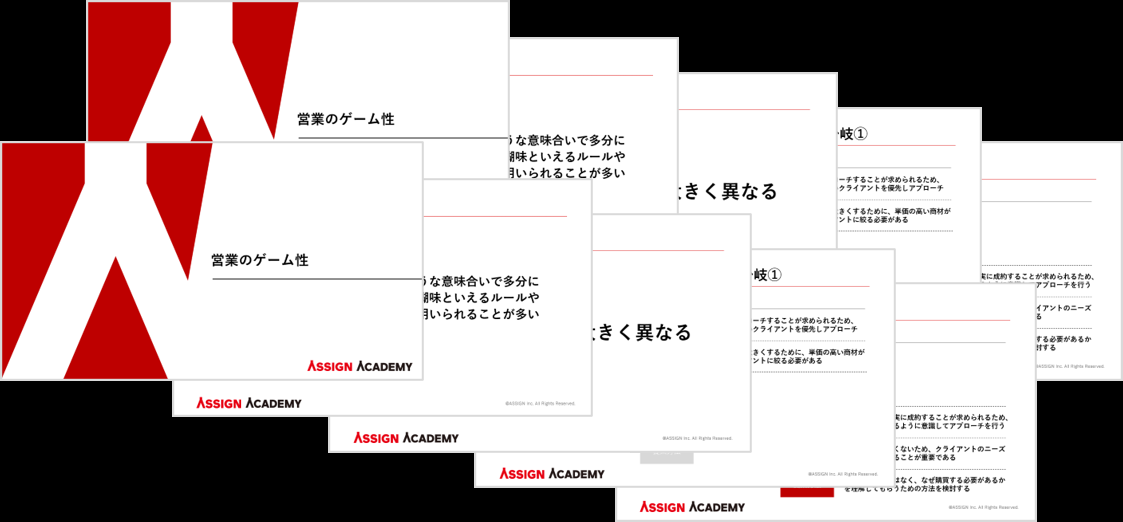 営業のゲーム性
うな意味合いで多分に
味といえるルールや
用いられることが多い
大きく異なる
岐①
ーチすることが求められるため、
クライアントを優先しアプローチ
きくするために、単価の高い商材が
ントに絞る必要がある
実に成約することが求められるため、
アプローチを行う
イアントのニーズ
る
する必要があるか
討する
©ASSIGN Inc. All Rights Reserved.
営業のゲーム性
ASSIGN ACADEMY
うな意味合いで多分に
味といえるルールや
用いられることが多い
ASSIGN ACADEMY
©ASSIGN Inc. All Rights Reserved.
大きく異なる
ASSIGN ACADEMY
©ASSIGN Inc. All Rights Reserved.
岐①
ーチすることが求められるため、
クライアントを優先しアプローチ
きくするために、単価の高い商材が
ントに絞る必要がある
ASSIGN ACADEMY
©ASSIGN Inc. All Rights Reserved.
実に成約することが求められるため、
るように意識してアプローチを行う
くないため、クライアントのニーズ
ることが重要である
はなく、なぜ購買する必要があるか
を理解してもらうための方法を検討する
ASSIGN ACADEMY
©ASSIGN Inc. All Rights Reserved.